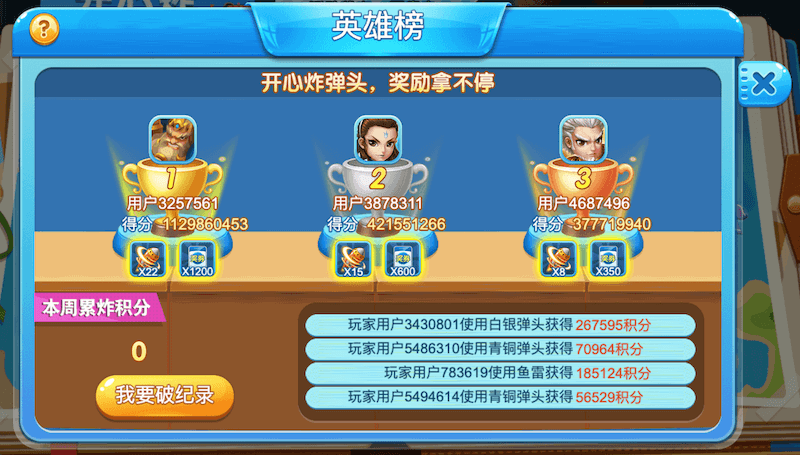 英雄榜
开心炸弹头，奖励拿不停
1
2
3
用户3257561
用户3878311
用户4687496
得分 1129860453
得分 421551266
得分 377719940
X22
奖券
X1200
X15
奖券
X600
X8
奖券
X350
本周累炸积分
0
我要破纪录
玩家用户3430801使用白银弹头获得267595积分
玩家用户5486310使用青铜弹头获得70964积分
玩家用户783619使用鱼雷获得185124积分
玩家用户5494614使用青铜弹头获得56529积分